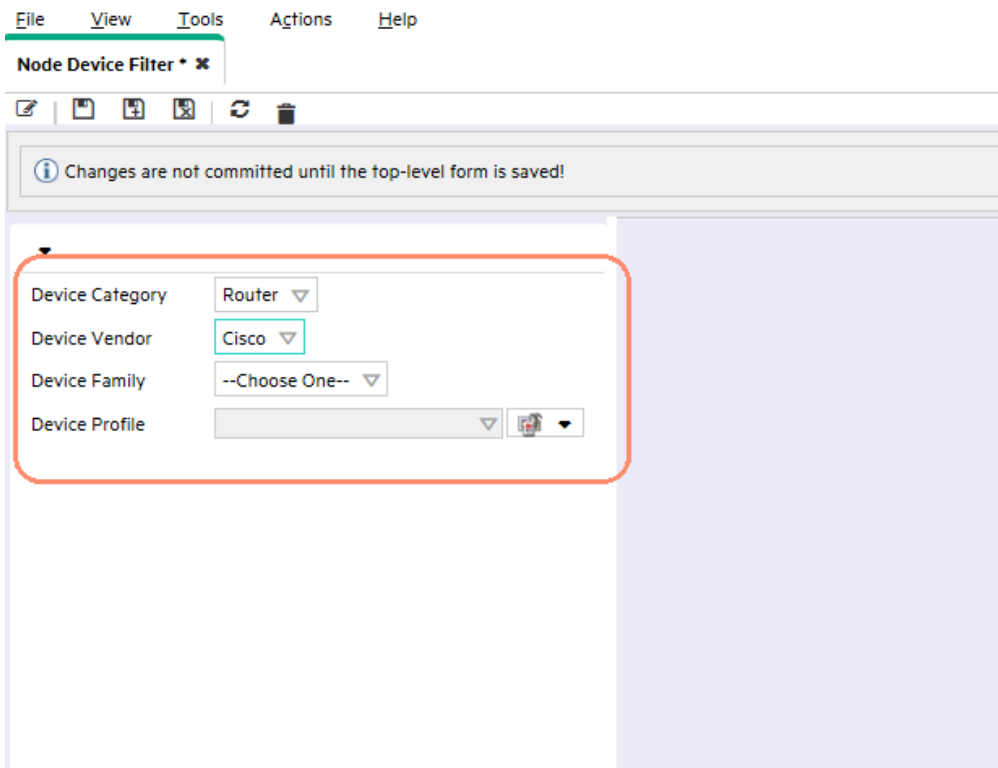 File View Tools Actions Help
Node Device Filter * ✖
Changes are not committed until the top-level form is saved!
Device Category Router
Device Vendor Cisco
Device Family --Choose One--
Device Profile